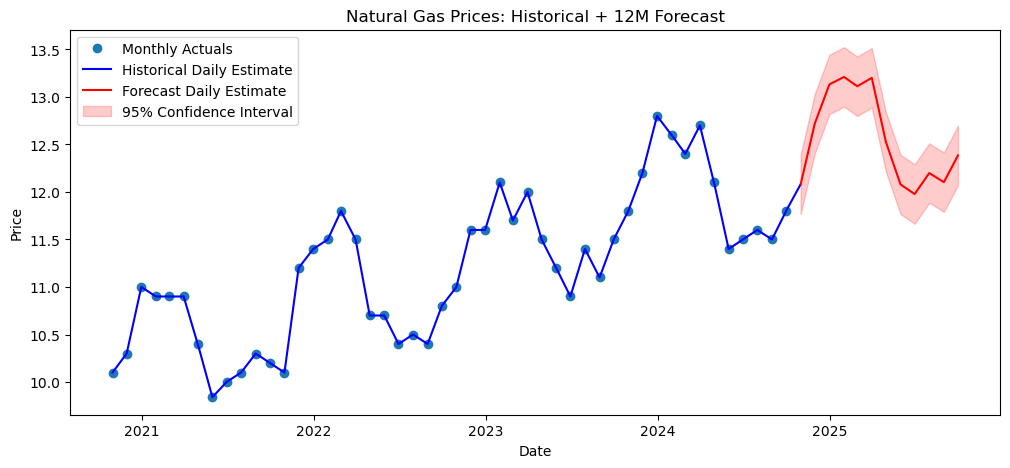 Natural Gas Prices: Historical + 12M Forecast
Monthly Actuals
Historical Daily Estimate
Forecast Daily Estimate
95% Confidence Interval
Price
13.5
13.0
12.5
12.0
11.5
11.0
10.5
10.0
2021
2022
2023
2024
2025
Date